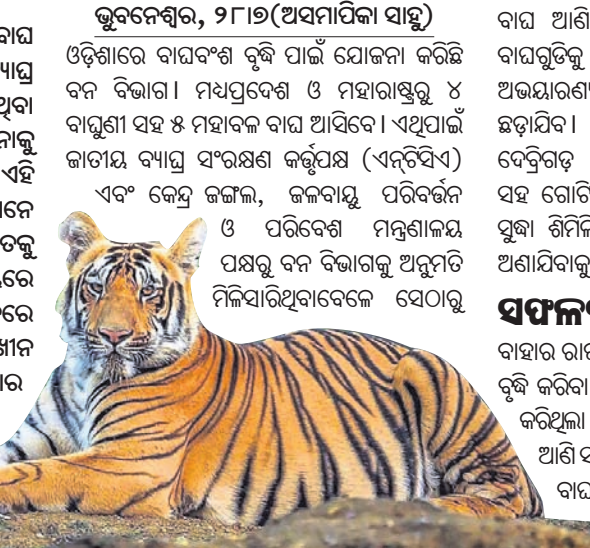 ବାଘ
ବ୍ୟାଘ୍ର
ଥିବା
ଏହି
ଭୁବନେଶ୍ୱର, ୨୮।୭(ଅସମାପିକା ସାହୁ)
ଓଡ଼ିଶାରେ ବାଘବଂଶ ବୃଦ୍ଧି ପାଇଁ ଯୋଜନା କରିଛି
ବନ ବିଭାଗ। ମଧ୍ୟପ୍ରଦେଶ ଓ ମହାରାଷ୍ଟ୍ରରୁ ୪
ବାଘୁଣୀ ସହ ୫ ମହାବଳ ବାଘ ଆସିବେ। ଏଥିପାଇଁ
ଜାତୀୟ ବ୍ୟାଘ୍ର ସଂରକ୍ଷଣ କର୍ତ୍ତୃପକ୍ଷ (ଏନ୍‌ଟିସିଏ)
ଏବଂ କେନ୍ଦ୍ର ଜଙ୍ଗଲ, ଜଳବାୟୁ ପରିବର୍ତ୍ତନ
ଓ ପରିବେଶ ମନ୍ତ୍ରଣାଳୟ
ପକ୍ଷରୁ ବନ ବିଭାଗକୁ ଅନୁମତି
ମିଳିସାରିଥିବାବେଳେ ସେଠାରୁ
ବାଘ ଆଣି
ବାଘଗୁଡିକୁ
ଅଭୟାରଣ୍ୟ
ଛଡ଼ାଯିବ।
ଦେବ୍ରିଗଡ଼
ସହ ଗୋଟି
ସୁଦ୍ଧା ଶିମିଳି
ଅଣାଯିବାକୁ
ସଫଳ
ବାହାର ରା
ବୃଦ୍ଧି କରିବା
କରିଥିଲା
ଆଣି
ବାଘ